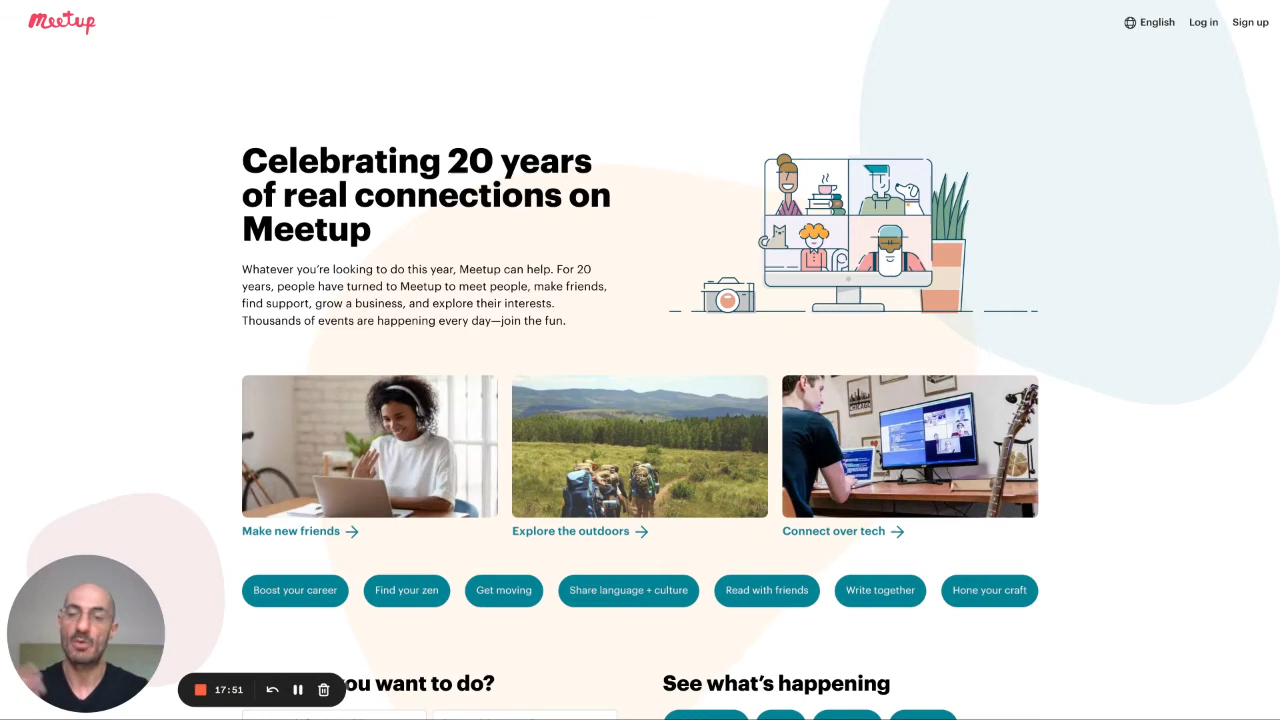 meetup
English
Log in
Sign up
Celebrating 20 years
of real connections on
Meetup
Whatever you're looking to do this year, Meetup can help. For 20
years, people have turned to Meetup to meet people, make friends,
find support, grow a business, and explore their interests.
Thousands of events are happening every day—join the fun.
CHICAGO
Make new friends
Explore the outdoors
Connect over tech
Boost your career
Find your zen
Get moving
Share language + culture
Read with friends
Write together
Hone your craft
17:51
you want to do?
See what's happening